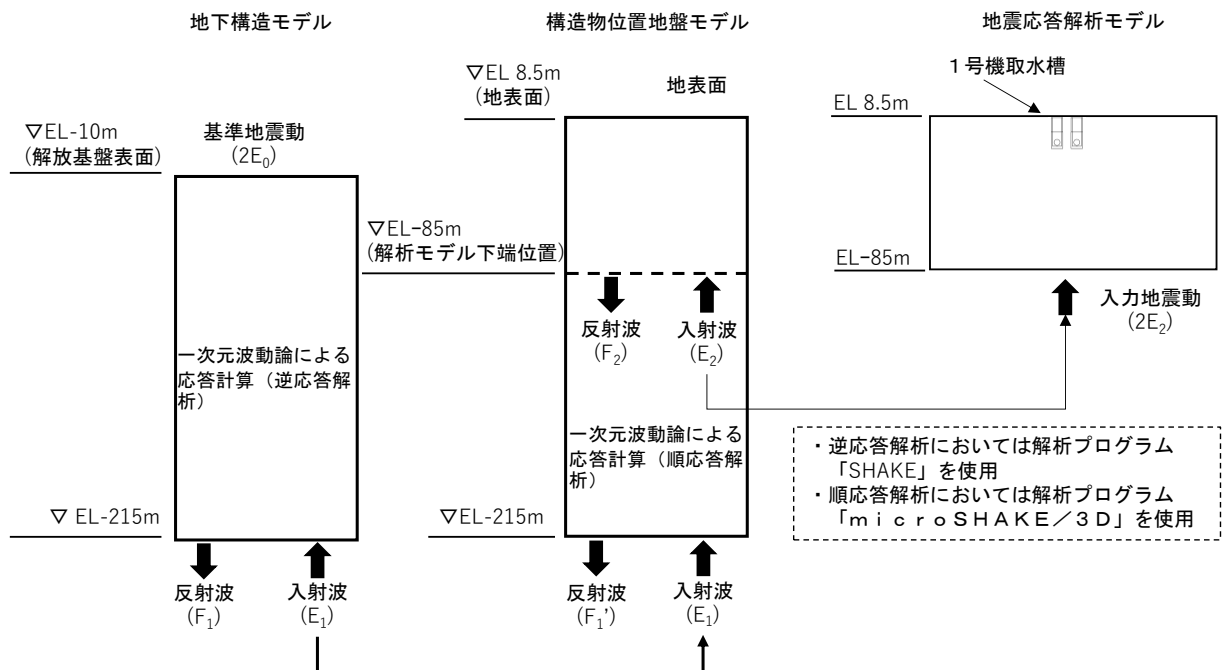 地下構造モデル
▽EL-10m
(解放基盤表面)
基準地震動
(2E₀)
一次元波動論による
応答計算（逆応答解
析）
▽ EL-215m
反射波
(F₁)
入射波
(E₁)
構造物位置地盤モデル
▽EL 8.5m
(地表面)
地表面
▽EL-85m
(解析モデル下端位置)
反射波
(F₂)
入射波
(E₂)
一次元波動論による
応答計算（順応答解
析）
▽EL-215m
反射波
(F₁')
入射波
(E₁)
地震応答解析モデル
１号機取水槽
EL 8.5m
EL-85m
入力地震動
(2E₂)
・逆応答解析においては解析プログラム
「SHAKE」を使用
・順応答解析においては解析プログラム
「ｍｉｃｒｏSHAKE／３Ｄ」を使用